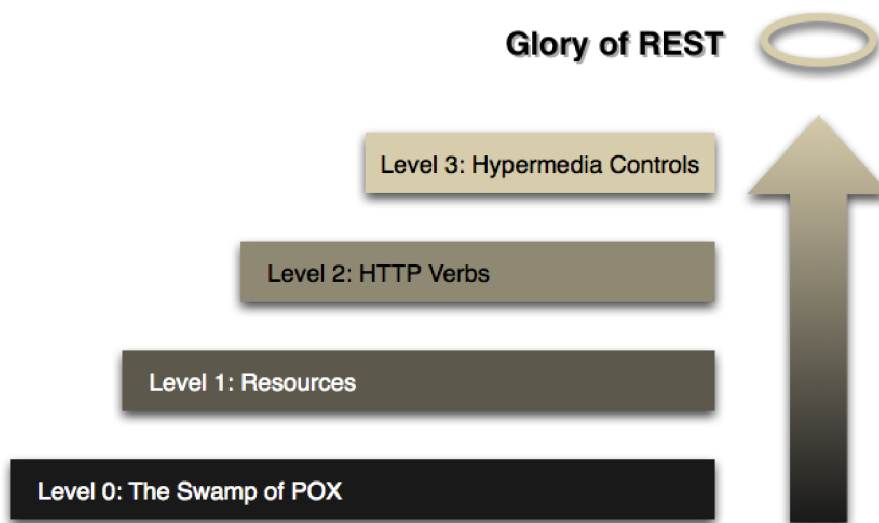 Glory of REST
Level 3: Hypermedia Controls
Level 2: HTTP Verbs
Level 1: Resources
Level 0: The Swamp of POX